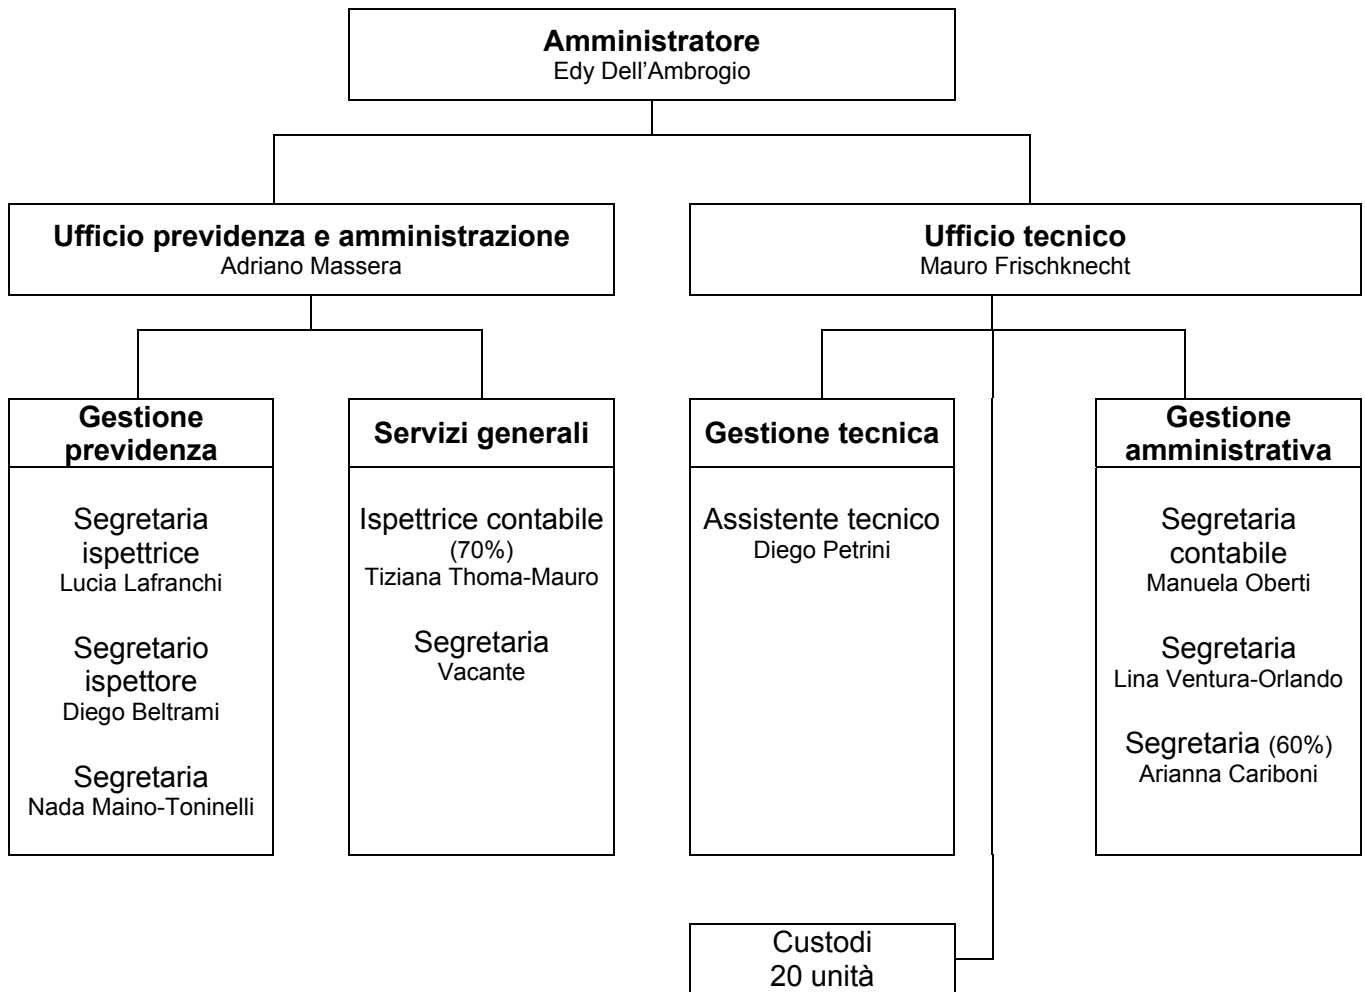 Amministratore
Edy Dell’Ambrogio
Ufficio previdenza e amministrazione
Adriano Massera
Ufficio tecnico
Mauro Frischknecht
Gestione
previdenza
Segretaria
ispettrice
Lucia Lafranchi
Segretario
ispettore
Diego Beltrami
Segretaria
Nada Maino-Toninelli
Servizi generali
Ispettrice contabile
(70%)
Tiziana Thoma-Mauro
Segretaria
Vacante
Gestione tecnica
Assistente tecnico
Diego Petrini
Gestione
amministrativa
Segretaria
contabile
Manuela Oberti
Segretaria
Lina Ventura-Orlando
Segretaria (60%)
Arianna Cariboni
Custodi
20 unità